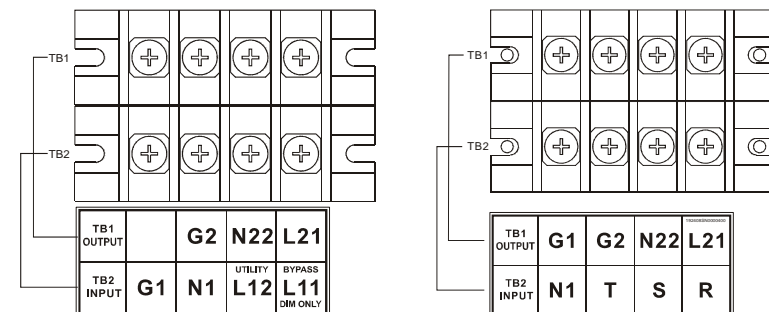 TB1
TB2
TB1 OUTPUT G2 N22 L21
TB2 INPUT G1 N1 UTILITY L12 BYPASS L11 DIM ONLY
TB1
TB2
TB1 OUTPUT G1 G2 N22 L21
TB2 INPUT N1 T S R